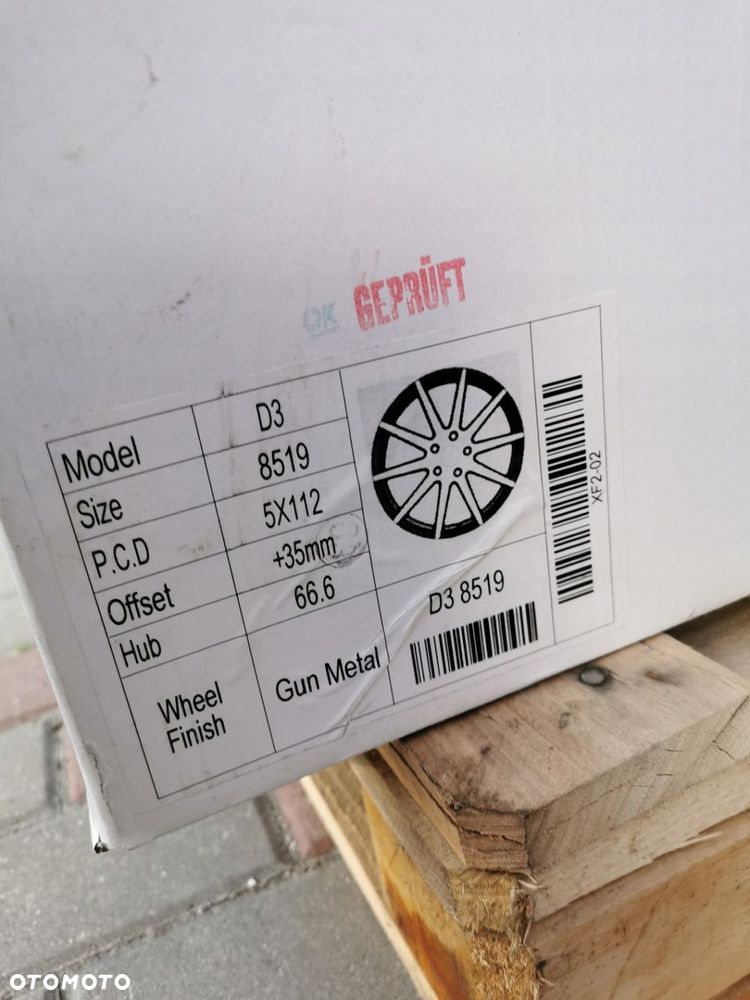 OK GEPRÜFT
Model D3
Size 8519
P.C.D 5X112
Offset +35mm
Hub 66.6
Wheel Finish Gun Metal
D3 8519
XF2-02
OTOMOTO